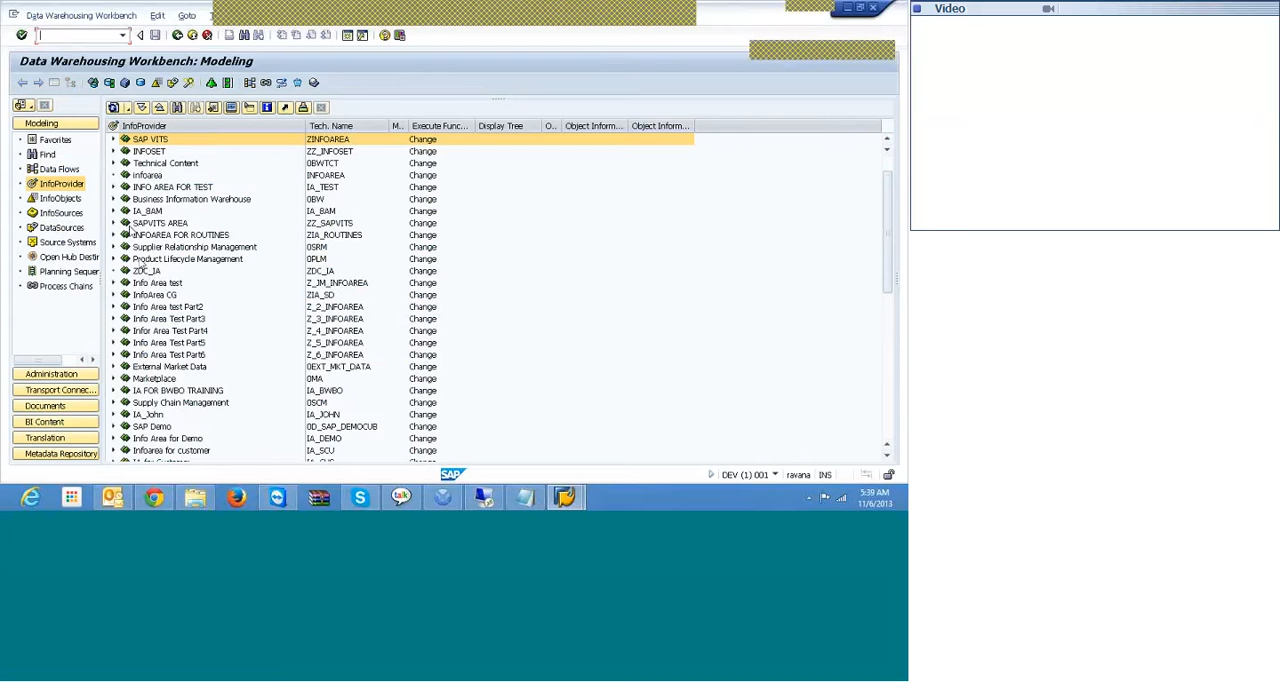 Data Warehousing Workbench Edit Goto
Video
Data Warehousing Workbench: Modeling
Modeling
Favorites
Find
Data Flows
InfoProvider
InfoObjects
InfoSources
DataSources
Source Systems
Open Hub Destir
Planning Sequer
Process Chains
Administration
Transport Connec...
Documents
BI Content
Translation
Metadata Repository
InfoProvider Tech. Name M.. Execute Func... Display Tree O.. Object Inform... Object Inform...
SAP VITS ZINFOAREA Change
INFOSET ZZ_INFOSET Change
Technical Content 0BWTCT Change
infoarea INFOAREA Change
INFO AREA FOR TEST IA_TEST Change
Business Information Warehouse 0BW Change
IA_8AM IA_8AM Change
SAPVITS AREA ZZ_SAPVITS Change
INFOAREA FOR ROUTINES ZIA_ROUTINES Change
Supplier Relationship Management 0SRM Change
Product Lifecycle Management 0PLM Change
ZDC_IA ZDC_IA Change
Info Area test Z_JM_INFOAREA Change
InfoArea CG ZIA_SD Change
Info Area test Part2 Z_2_INFOAREA Change
Info Area Test Part3 Z_3_INFOAREA Change
Infor Area Test Part4 Z_4_INFOAREA Change
Info Area Test Part5 Z_5_INFOAREA Change
Info Area Test Part6 Z_6_INFOAREA Change
External Market Data 0EXT_MKT_DATA Change
Marketplace 0MA Change
IA FOR BWBO TRAINING IA_BWBO Change
Supply Chain Management 0SCM Change
IA_John IA_JOHN Change
SAP Demo 0D_SAP_DEMOCUB Change
Info Area for Demo IA_DEMO Change
Infoarea for customer IA_SCU Change
SAP
DEV (1) 001 ravana INS
talk
5:39 AM
11/6/2013